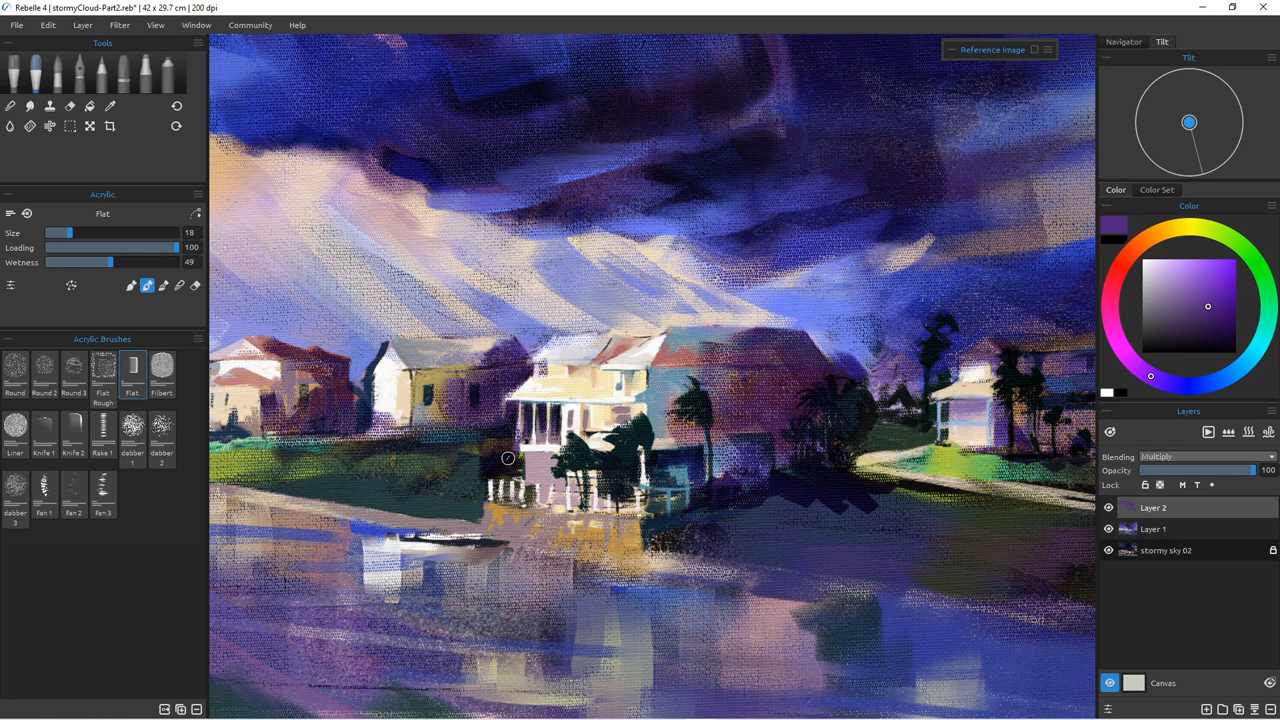 Rebelle 4 | stormyCloud-Part2.reb* | 42 x 29.7 cm | 200 dpi
File Edit Layer Filter View Window Community Help
Tools
Reference Image
Navigator Tilt
Tilt
Acrylic
Flat
Size 18
Loading 100
Wetness 49
Color Color Set
Color
Acrylic Brushes
Round Round 2 Round 3 Flat Rough Flat Filbert
Liner Knife 1 Knife 2 Rake 1 dabber 1 dabber 2
dabber 3 Fan 1 Fan 2 Fan 3
Layers
Blending Multiply
Opacity 100
Lock M T
Layer 2
Layer 1
stormy sky 02
Canvas